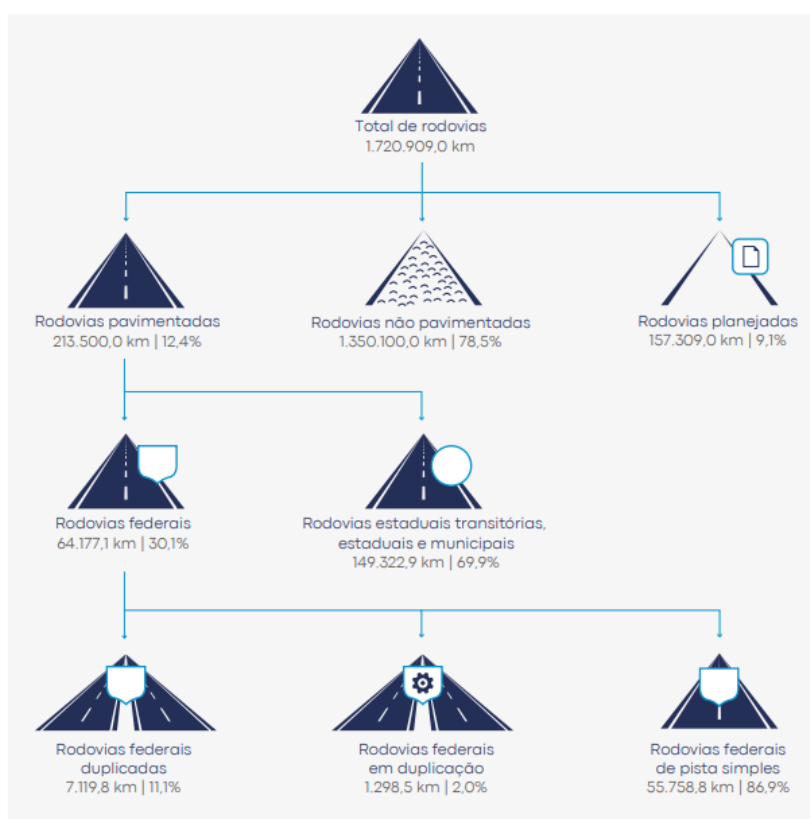 Total de rodovias
1.720.909,0 km
Rodovias pavimentadas
213.500,0 km | 12,4%
Rodovias não pavimentadas
1.350.100,0 km | 78,5%
Rodovias planejadas
157.309,0 km | 9,1%
Rodovias federais
64.177,1 km | 30,1%
Rodovias estaduais transitórias,
estaduais e municipais
149.322,9 km | 69,9%
Rodovias federais
duplicadas
7.119,8 km | 11,1%
Rodovias federais
em duplicação
1.298,5 km | 2,0%
Rodovias federais
de pista simples
55.758,8 km | 86,9%